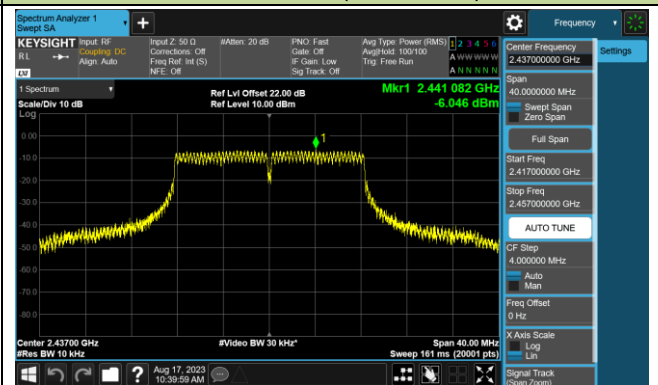 Spectrum Analyzer 1
Swept SA
Frequency
KEYSIGHT
RL
LXI
Input: RF
Coupling: DC
Align: Auto
Input Z: 50 Ω
Corrections: Off
Freq Ref: Int (S)
NFE: Off
#Atten: 20 dB
PNO: Fast
Gate: Off
IF Gain: Low
Sig Track: Off
Avg Type: Power (RMS)
Avg|Hold: 100/100
Trig: Free Run
1 2 3 4 5 6
A W W W W W
A N N N N N
1 Spectrum
Scale/Div 10 dB
Log
Ref Lvl Offset 22.00 dB
Ref Level 10.00 dBm
Mkr1 2.441 082 GHz
-6.046 dBm
1
0.00
-10.0
-20.0
-30.0
-40.0
-50.0
-60.0
-70.0
-80.0
Center 2.43700 GHz
#Res BW 10 kHz
#Video BW 30 kHz*
Span 40.00 MHz
Sweep 161 ms (20001 pts)
Aug 17, 2023
10:39:59 AM
Center Frequency
2.437000000 GHz
Span
40.0000000 MHz
Swept Span
Zero Span
Full Span
Start Freq
2.417000000 GHz
Stop Freq
2.457000000 GHz
AUTO TUNE
CF Step
4.000000 MHz
Auto
Man
Freq Offset
0 Hz
X Axis Scale
Log
Lin
Signal Track
(Span Zoom)
Settings